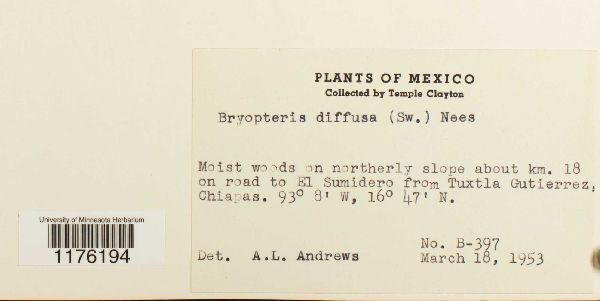 PLANTS OF MEXICO
Collected by Temple Clayton
Bryopteris diffusa (Sw.) Nees
Moist woods on northerly slope about km. 18
on road to El Sumidero from Tuxtla Gutierrez,
Chiapas. 93° 8' W, 16° 47' N.
No. B-397
Det. A.L. Andrews March 18, 1953
University of Minnesota Herbarium
1176194